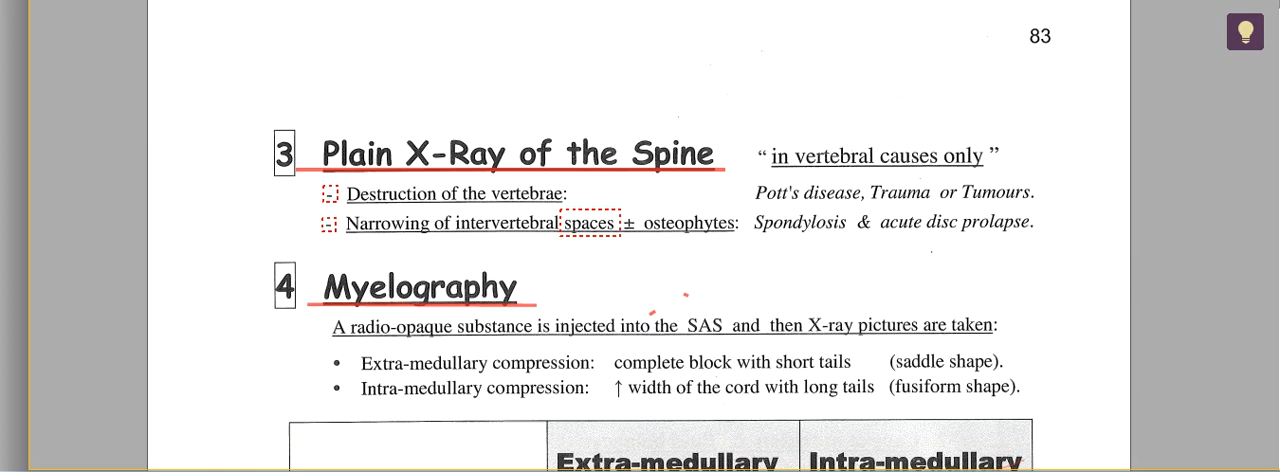 83
3 Plain X-Ray of the Spine “ in vertebral causes only ”
Destruction of the vertebrae: Pott's disease, Trauma or Tumours.
Narrowing of intervertebral spaces ± osteophytes: Spondylosis & acute disc prolapse.
4 Myelography
A radio-opaque substance is injected into the SAS and then X-ray pictures are taken:
• Extra-medullary compression: complete block with short tails (saddle shape).
• Intra-medullary compression: ↑ width of the cord with long tails (fusiform shape).
Extra-medullary Intra-medullary